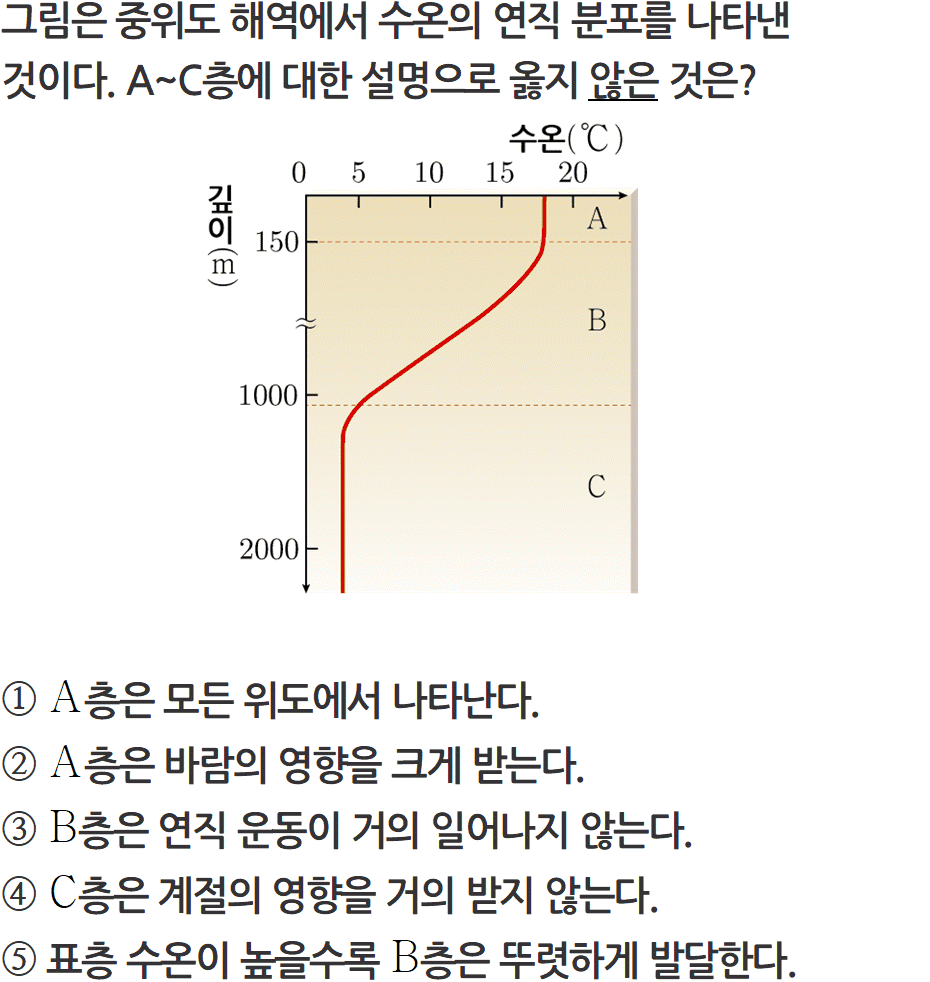 그림은 중위도 해역에서 수온의 연직 분포를 나타낸
것이다. A~C층에 대한 설명으로 옳지 않은 것은?
수온(℃)
0 5 10 15 20
깊이(m)
A
150
B
1000
C
2000
① A층은 모든 위도에서 나타난다.
② A층은 바람의 영향을 크게 받는다.
③ B층은 연직 운동이 거의 일어나지 않는다.
④ C층은 계절의 영향을 거의 받지 않는다.
⑤ 표층 수온이 높을수록 B층은 뚜렷하게 발달한다.